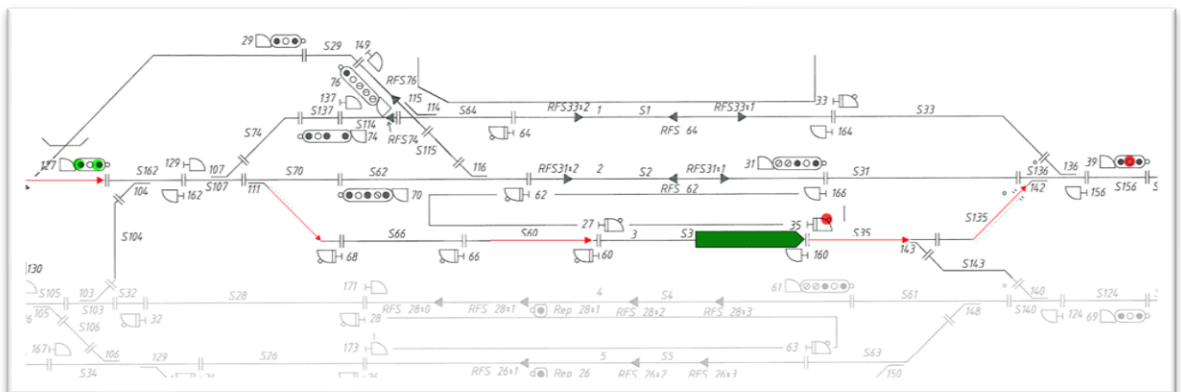 29 S29 149
76 RFS76
137 115 114 RFS33:2 1 S1 RFS33:1 33 S33
S137 S64
S114 74 RFS74 64 RFS 64 164
S74 S115
127 S162 129 107 S70 S62 116 RFS31:2 2 S2 RFS31:1 31 S31 S136 136 39
104 162 S107 111 70 62 RFS 62 166 142 156 S156
S104 27 35 S135
S66 S60 3 S3 S35
68 66 60 160 143
130 S143
S105 103 S32 S28 171 4 S4 61 S61 140 S124
105 S103 RFS 28:0 RFS 28:1 Rep 28:1 RFS 28:2 RFS 28:3 148 S140 124 69
S106 32 28
167 106 129 S26 173 5 S5 63 S63
S34 RFS 26:1 Rep 26 RFS 26:2 RFS 26:3 150